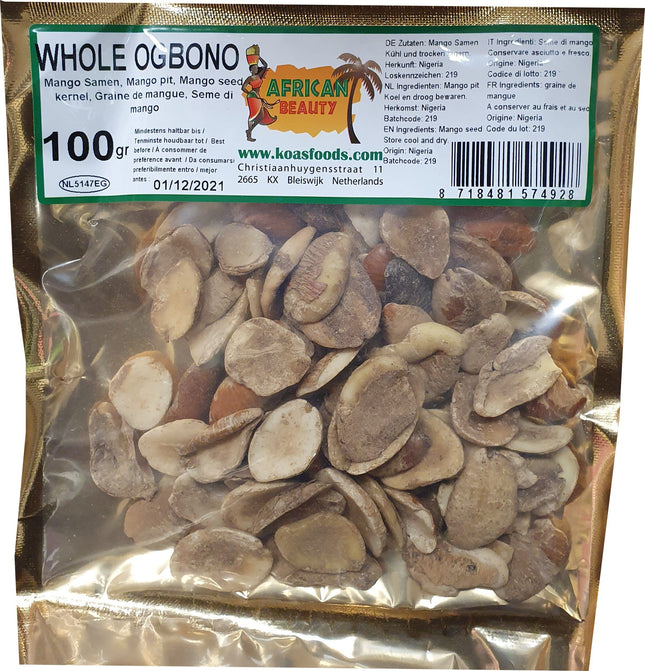 WHOLE OGBONO
Mango Samen, Mango pit, Mango seed
kernel, Graine de mangue, Seme di
mango
100gr
Mindestens haltbar bis /
Tenminste houdbaar tot / Best
before / A consommer de
preference avant / Da consumarsi
preferibilmente entro / mejor
antes : 01/12/2021
NL5147EG
AFRICAN
BEAUTY
www.koasfoods.com
Christiaanhuygensstraat 11
2665 KX Bleiswijk Netherlands
DE Zutaten: Mango Samen
Kühl und trocken lagern.
Herkunft: Nigeria
Loskennzeichen: 219
NL Ingredienten: Mango pit
Koel en droog bewaren.
Herkomst: Nigeria
Batchcode: 219
EN Ingredients: Mango seed
Store cool and dry.
Origin: Nigeria
Batchcode: 219
IT Ingredienti: Seme di mango
Conservare asciutto e fresco
Origine: Nigeria
Codice di lotto: 219
FR Ingredients: graine de
mangue
A conserver au frais et au sec
Origine: Nigeria
Code du lot: 219
8 718481 574928